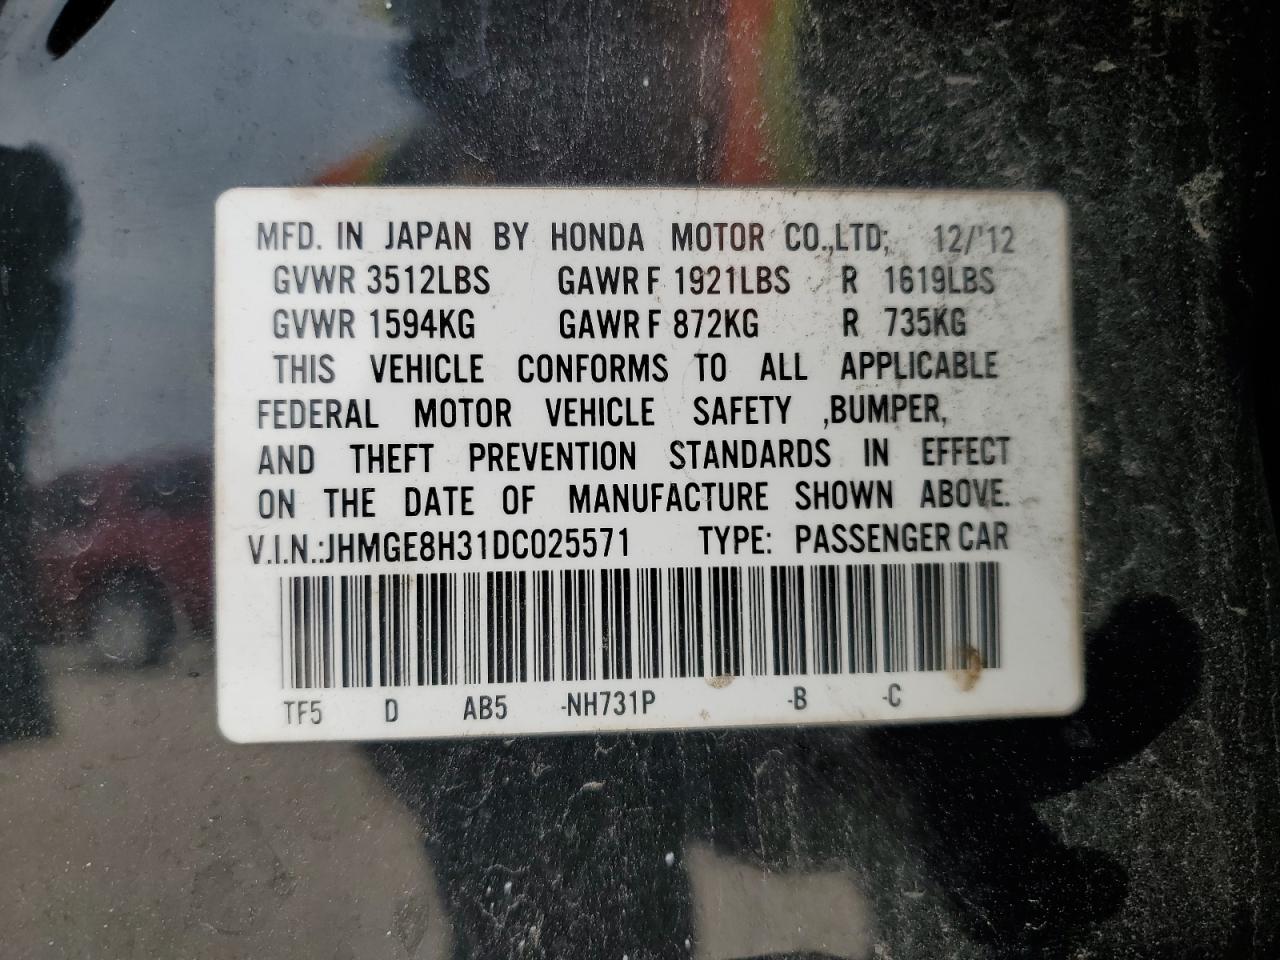 MFD. IN JAPAN BY HONDA MOTOR CO.,LTD; 12/'12
GVWR 3512LBS GAWR F 1921LBS R 1619LBS
GVWR 1594KG GAWR F 872KG R 735KG
THIS VEHICLE CONFORMS TO ALL APPLICABLE
FEDERAL MOTOR VEHICLE SAFETY ,BUMPER,
AND THEFT PREVENTION STANDARDS IN EFFECT
ON THE DATE OF MANUFACTURE SHOWN ABOVE.
V.I.N.:JHMGE8H31DC025571 TYPE: PASSENGER CAR
TF5 D AB5 -NH731P -B -C